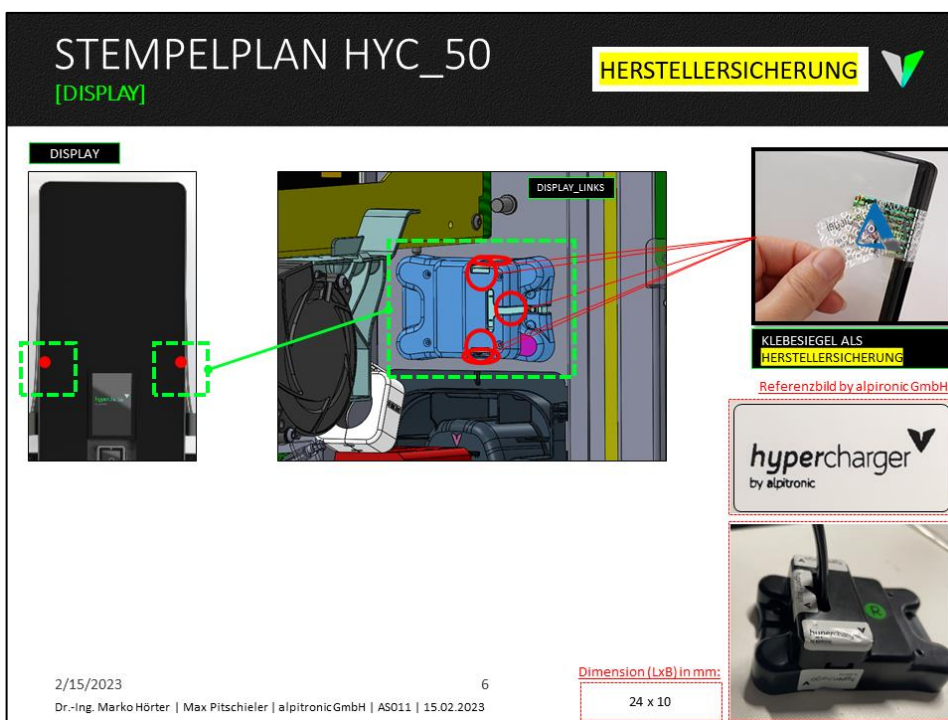 STEMPELPLAN HYC_50
[DISPLAY]
HERSTELLERSICHERUNG
DISPLAY
DISPLAY_LINKS
KLEBESIEGEL ALS
HERSTELLERSICHERUNG
Referenzbild by alpironic GmbH
hypercharger
by alpitronic
Dimension (LxB) in mm:
24 x 10
2/15/2023
6
Dr.-Ing. Marko Hörter | Max Pitschieler | alpitronic GmbH | AS011 | 15.02.2023